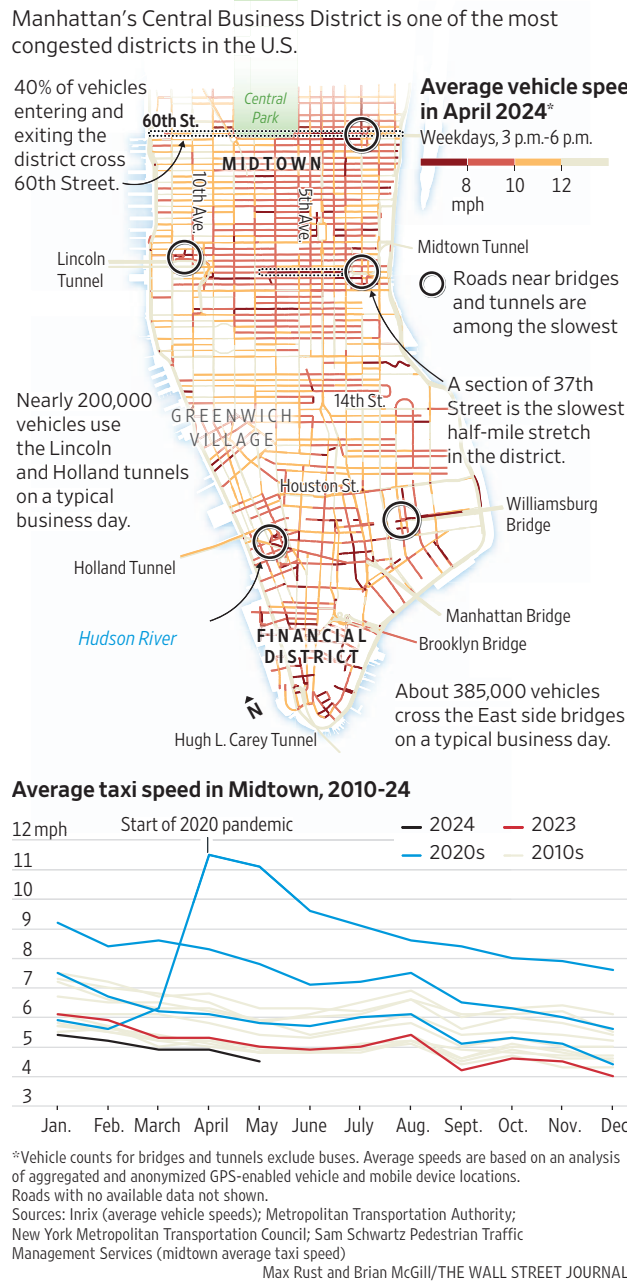 Manhattan's Central Business District is one of the most
congested districts in the U.S.
40% of vehicles
entering and
exiting the
district cross
60th Street.
Central
Park
60th St.
MIDTOWN
10th Ave.
5th Ave.
Average vehicle spee
in April 2024*
Weekdays, 3 p.m.-6 p.m.
8 10 12
mph
Lincoln
Tunnel
Midtown Tunnel
Roads near bridges
and tunnels are
among the slowest
A section of 37th
Street is the slowest
half-mile stretch
in the district.
Nearly 200,000
vehicles use
the Lincoln
and Holland tunnels
on a typical
business day.
14th St.
GREENWICH
VILLAGE
Houston St.
Williamsburg
Bridge
Holland Tunnel
Manhattan Bridge
Hudson River
FINANCIAL
DISTRICT
Brooklyn Bridge
About 385,000 vehicles
cross the East side bridges
on a typical business day.
N
Hugh L. Carey Tunnel
Average taxi speed in Midtown, 2010-24
12 mph
Start of 2020 pandemic
2024 2023
2020s 2010s
11
10
9
8
7
6
5
4
3
Jan. Feb. March April May June July Aug. Sept. Oct. Nov. Dec
*Vehicle counts for bridges and tunnels exclude buses. Average speeds are based on an analysis
of aggregated and anonymized GPS-enabled vehicle and mobile device locations.
Roads with no available data not shown.
Sources: Inrix (average vehicle speeds); Metropolitan Transportation Authority;
New York Metropolitan Transportation Council; Sam Schwartz Pedestrian Traffic
Management Services (midtown average taxi speed)
Max Rust and Brian McGill/THE WALL STREET JOURNAL